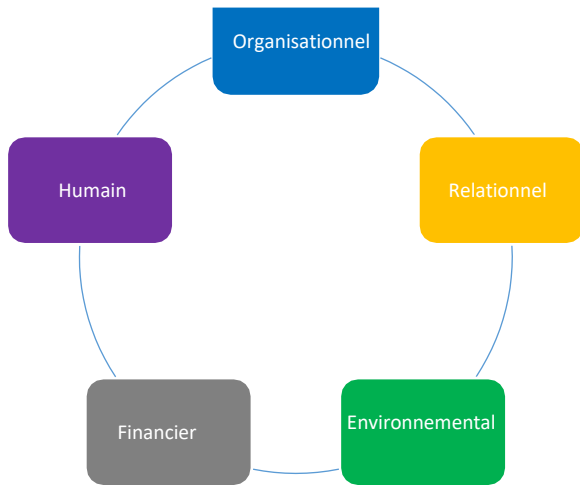 Organisationnel
Humain
Relationnel
Financier
Environnemental